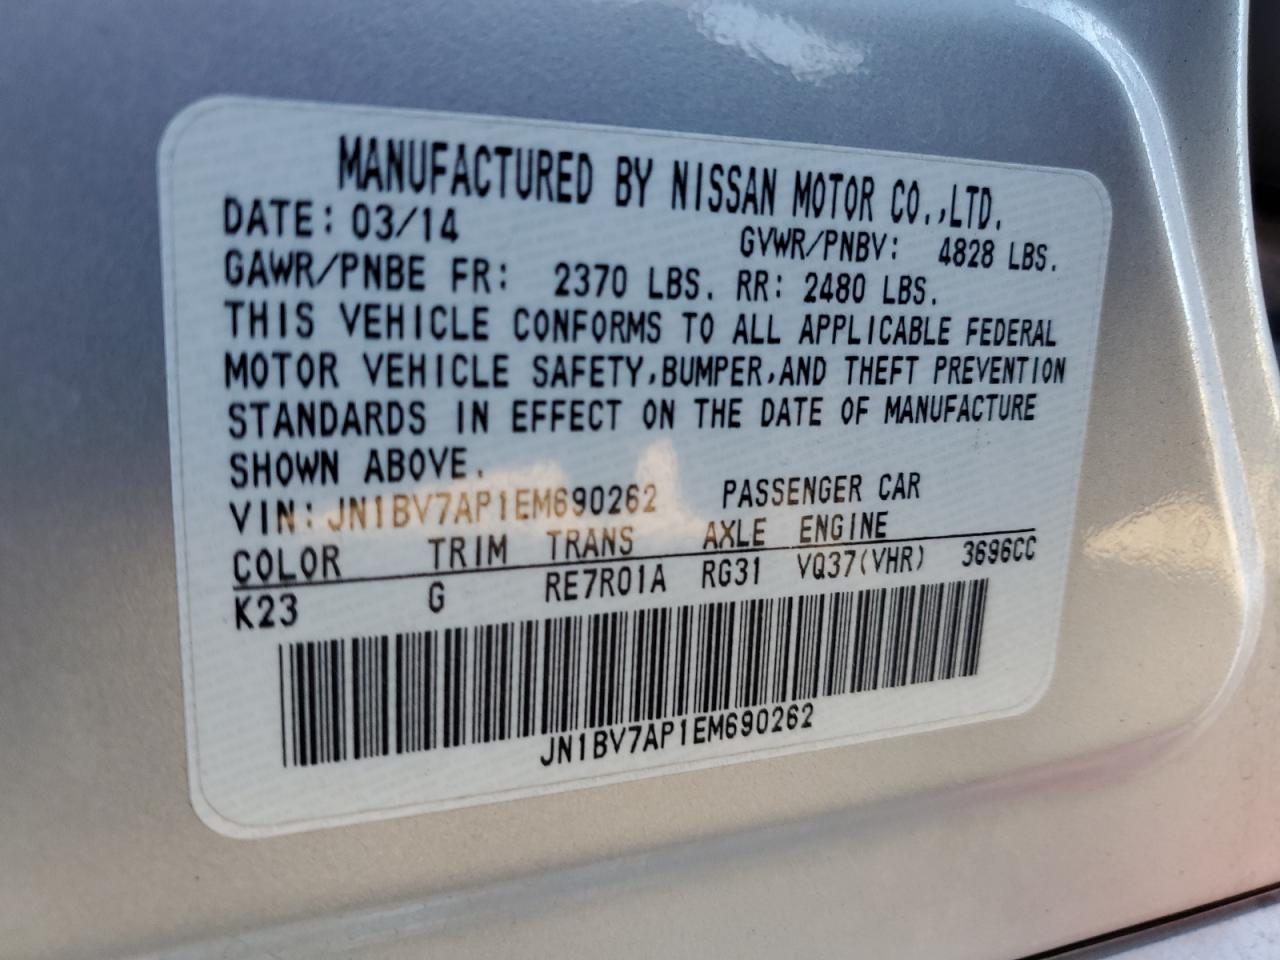 MANUFACTURED BY NISSAN MOTOR CO.,LTD.
DATE: 03/14 GVWR/PNBV: 4828 LBS.
GAWR/PNBE FR: 2370 LBS. RR: 2480 LBS.
THIS VEHICLE CONFORMS TO ALL APPLICABLE FEDERAL
MOTOR VEHICLE SAFETY,BUMPER,AND THEFT PREVENTION
STANDARDS IN EFFECT ON THE DATE OF MANUFACTURE
SHOWN ABOVE.
VIN: JN1BV7AP1EM690262 PASSENGER CAR
COLOR TRIM TRANS AXLE ENGINE
K23 G RE7R01A RG31 VQ37(VHR) 3696CC
JN1BV7AP1EM690262